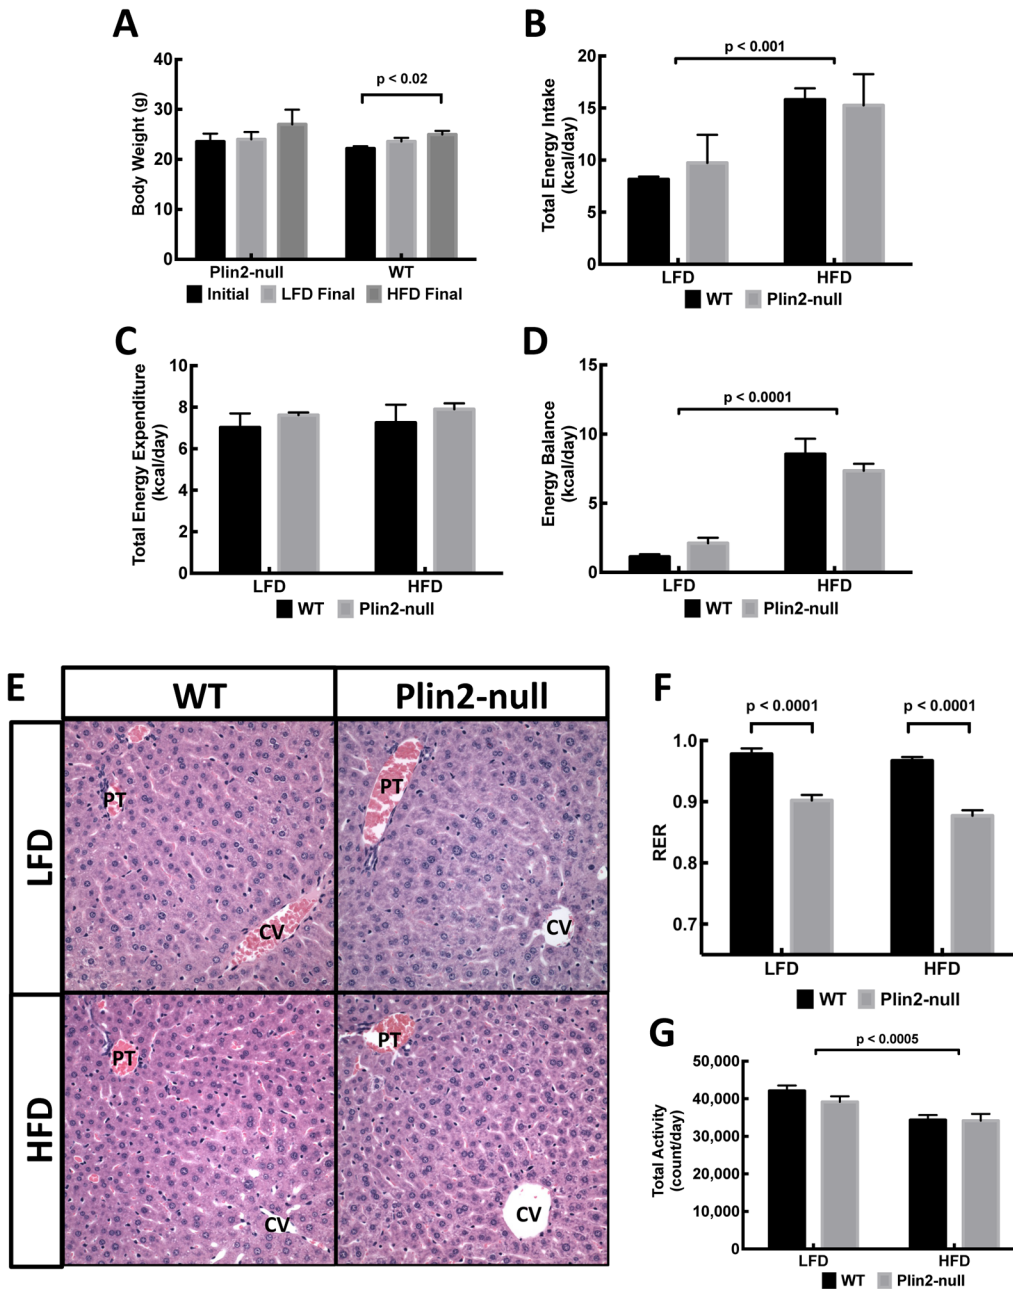 A
Body Weight (g)
40
30
20
10
0
p < 0.02
Plin2-null WT
Initial LFD Final HFD Final
B
Total Energy Intake
(kcal/day)
20
15
10
5
0
p < 0.001
LFD HFD
WT Plin2-null
C
Total Energy Expenditure
(kcal/day)
10
8
6
4
2
0
LFD HFD
WT Plin2-null
D
Energy Balance
(kcal/day)
15
10
5
0
p < 0.0001
LFD HFD
WT Plin2-null
E
WT Plin2-null
LFD
PT
CV
PT
CV
HFD
PT
CV
PT
CV
F
RER
1.0
0.9
0.8
0.7
p < 0.0001 p < 0.0001
LFD HFD
WT Plin2-null
G
Total Activity
(count/day)
50,000
40,000
30,000
20,000
10,000
0
p < 0.0005
LFD HFD
WT Plin2-null